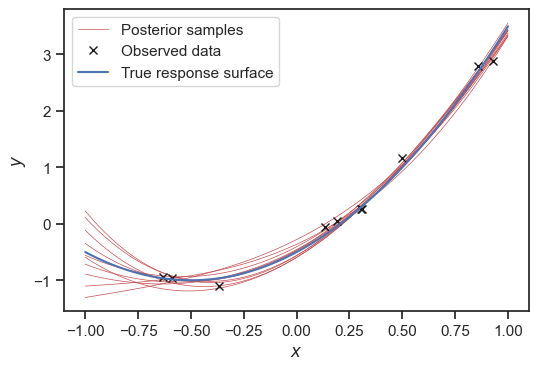 Posterior samples
Observed data
True response surface
3
2
1
0
−1
y
−1.00
−0.75
−0.50
−0.25
0.00
0.25
0.50
0.75
1.00
x